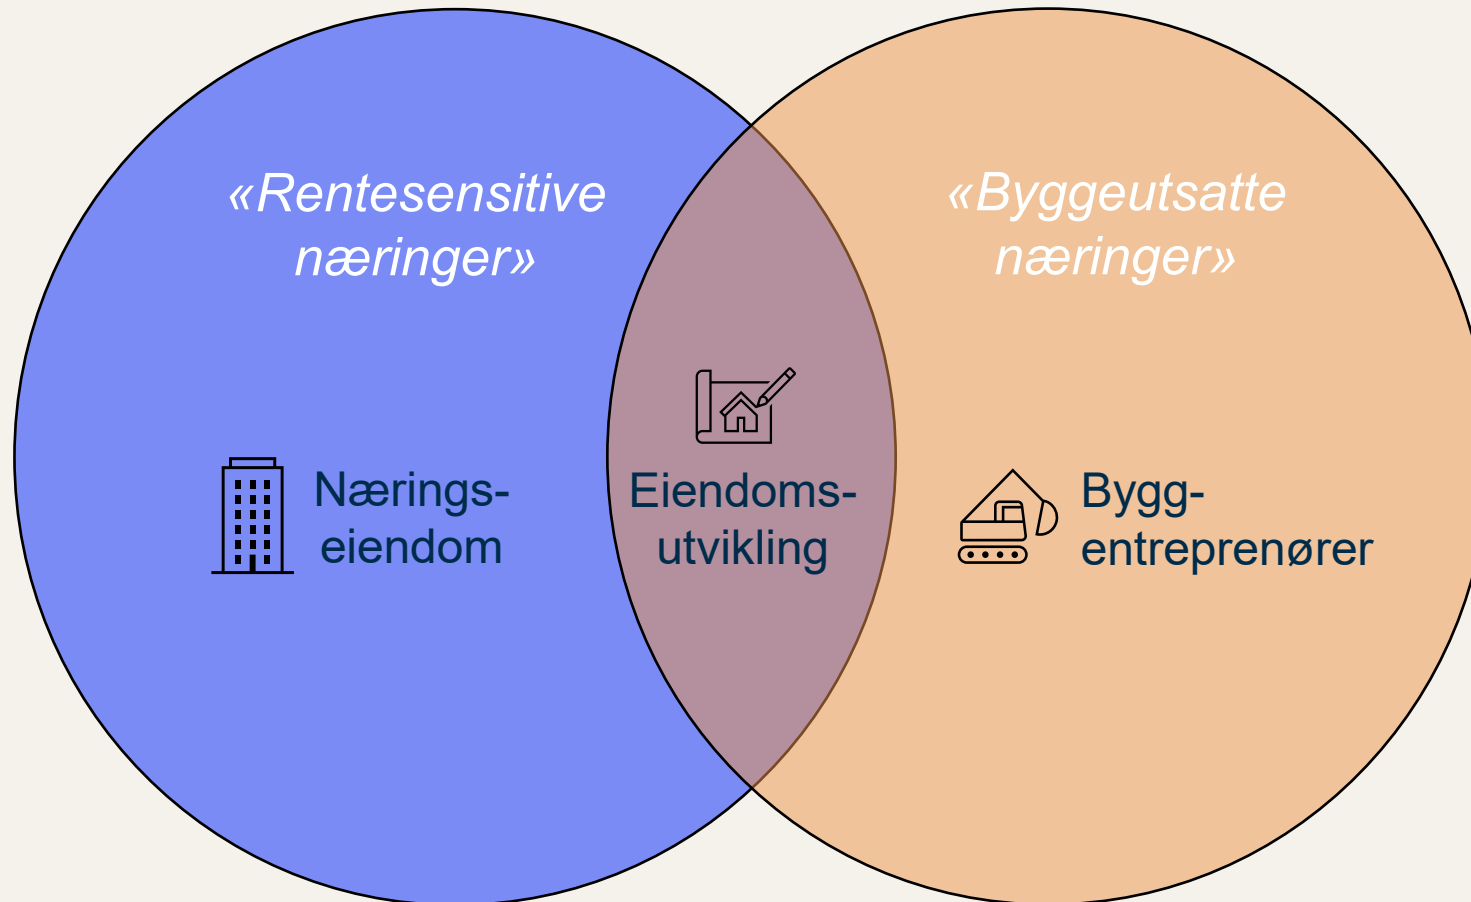 «Rentesensitive
næringer»
«Byggeutsatte
næringer»
Nærings-
eiendom
Eiendoms-
utvikling
Bygg-
entreprenører